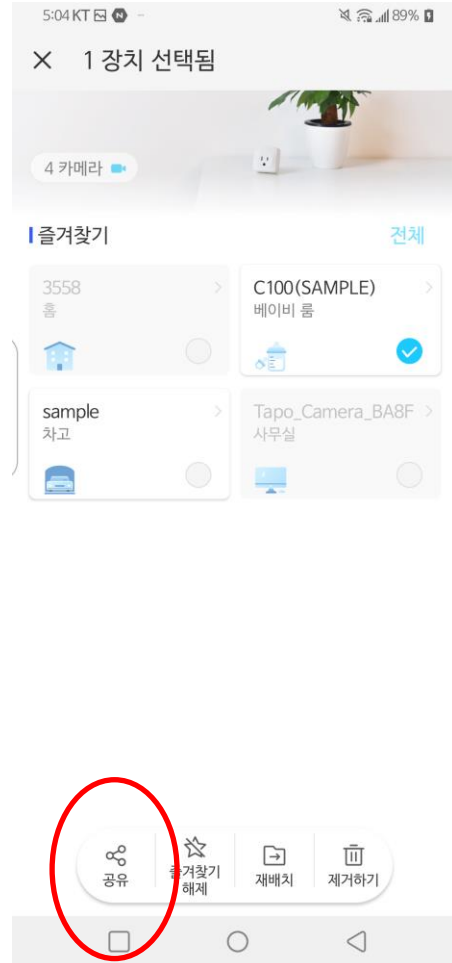 5:04 KT N
89%
1 장치 선택됨
4 카메라
즐겨찾기
전체
3558
홈
C100(SAMPLE)
베이비 룸
sample
차고
Tapo_Camera_BA8F
사무실
공유
즐겨찾기
해제
재배치
제거하기